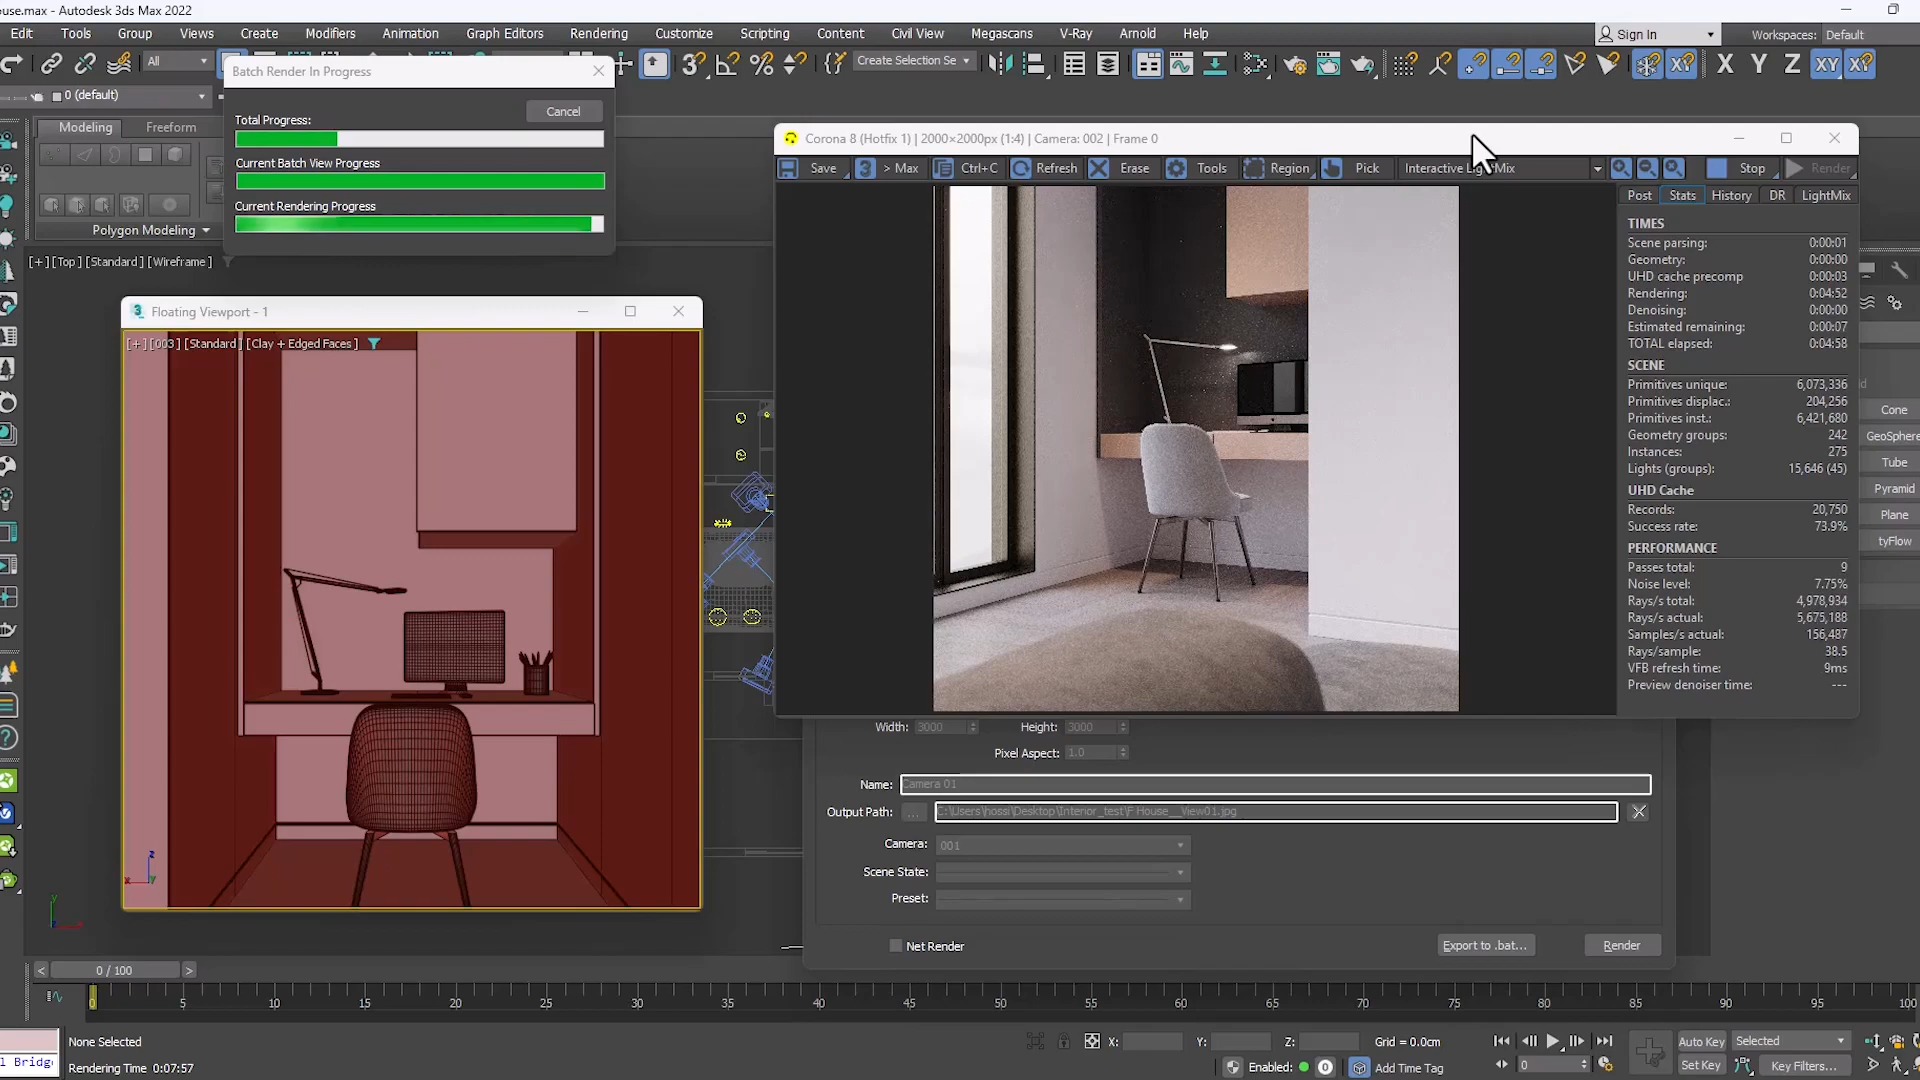 ouse.max - Autodesk 3ds Max 2022
Edit Tools Group Views Create Modifiers Animation Graph Editors Rendering Customize Scripting Content Civil View Megascans V-Ray Arnold Help
Sign In
Workspaces: Default
All
Create Selection Se
X Y Z XY XY
Batch Render In Progress
0 (default)
Cancel
Total Progress:
Current Batch View Progress
Current Rendering Progress
Modeling Freeform
Polygon Modeling
[+] [Top] [Standard] [Wireframe]
Corona 8 (Hotfix 1) | 2000×2000px (1:4) | Camera: 002 | Frame 0
Save > Max Ctrl+C Refresh Erase Tools Region Pick Stop Render
Post Stats History DR LightMix
TIMES
Scene parsing: 0:00:01
Geometry: 0:00:00
UHD cache precomp 0:00:03
Rendering: 0:04:52
Denoising: 0:00:00
Estimated remaining: 0:00:07
TOTAL elapsed: 0:04:58
SCENE
Primitives unique: 6,073,336
Primitives displac.: 204,256
Primitives inst.: 6,421,680
Geometry groups: 242
Instances: 275
Lights (groups): 15,646 (45)
UHD Cache
Records: 20,750
Success rate: 73.9%
PERFORMANCE
Passes total: 9
Noise level: 7.75%
Rays/s total: 4,978,934
Rays/s actual: 5,675,188
Samples/s actual: 156,487
Rays/sample: 38.5
VFB refresh time: 9ms
Preview denoiser time: ---
Cone
GeoSphere
Tube
Pyramid
Plane
tyFlow
Floating Viewport - 1
[+] [003] [Standard] [Clay + Edged Faces]
Width: 3000 Height: 3000
Pixel Aspect: 1.0
Name: Camera 01
Output Path: ... C:\Users\hossi\Desktop\Interior_test\F House__View01.jpg
Camera: 001
Scene State:
Preset:
Net Render
Export to .bat...
Render
< 0 / 100 >
0 5 10 15 20 25 30 35 40 45 50 55 60 65 70 75 80 85 90 95 100
None Selected
X: Y: Z: Grid = 0.0cm
Auto Key Selected
Rendering Time 0:07:57
Enabled: 0 Add Time Tag
0
Set Key Key Filters...